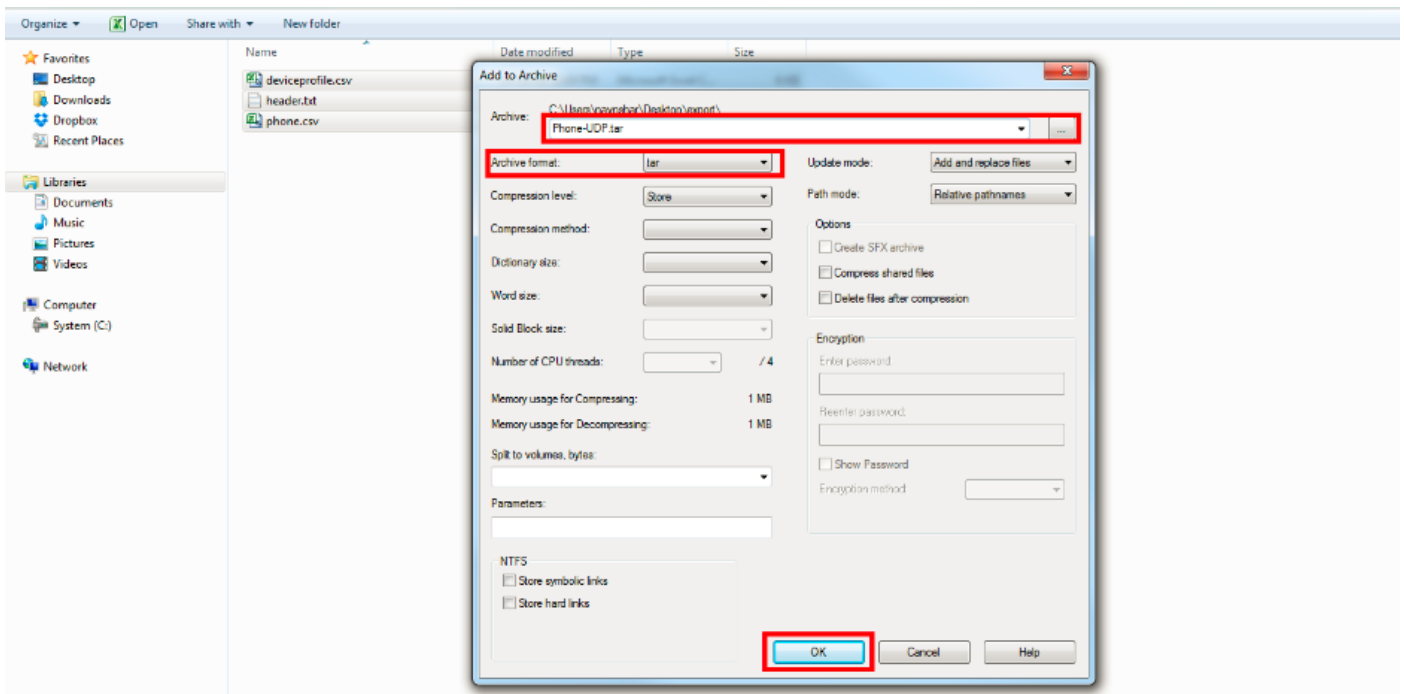 Organize Open Share with New folder
Favorites
Desktop
Downloads
Dropbox
Recent Places
Libraries
Documents
Music
Pictures
Videos
Computer
System (C:)
Network
Name Date modified Type Size
deviceprofile.csv
header.txt
phone.csv
Add to Archive
Archive: C:\Users\navnebar\Desktop\export\
Phone-UDP.tar ...
Archive format: tar
Compression level: Store
Compression method:
Dictionary size:
Word size:
Solid Block size:
Number of CPU threads: / 4
Memory usage for Compressing: 1 MB
Memory usage for Decompressing: 1 MB
Split to volumes, bytes:
Parameters:
NTFS
Store symbolic links
Store hard links
Update mode: Add and replace files
Path mode: Relative pathnames
Options
Create SFX archive
Compress shared files
Delete files after compression
Encryption
Enter password
Reenter password:
Show Password
Encryption method
OK Cancel Help